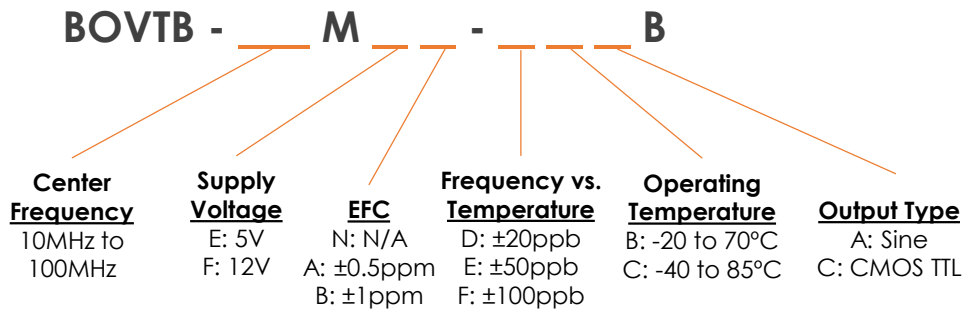 BOVTB - ___ M _ _ - _ _ _ B
Center
Frequency
10MHz to
100MHz
Supply
Voltage
E: 5V
F: 12V
EFC
N: N/A
A: ±0.5ppm
B: ±1ppm
Frequency vs.
Temperature
D: ±20ppb
E: ±50ppb
F: ±100ppb
Operating
Temperature
B: -20 to 70°C
C: -40 to 85°C
Output Type
A: Sine
C: CMOS TTL